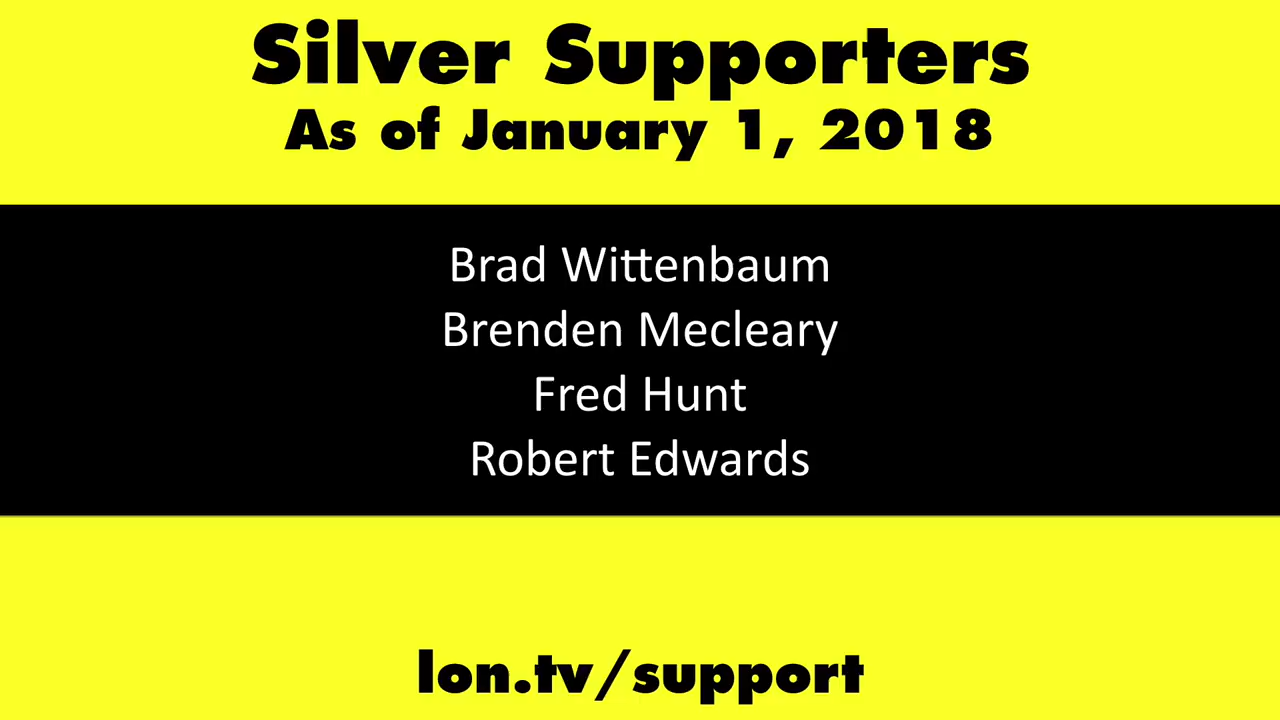 Silver Supporters
As of January 1, 2018
Brad Wittenbaum
Brenden Mecleary
Fred Hunt
Robert Edwards
lon.tv/support